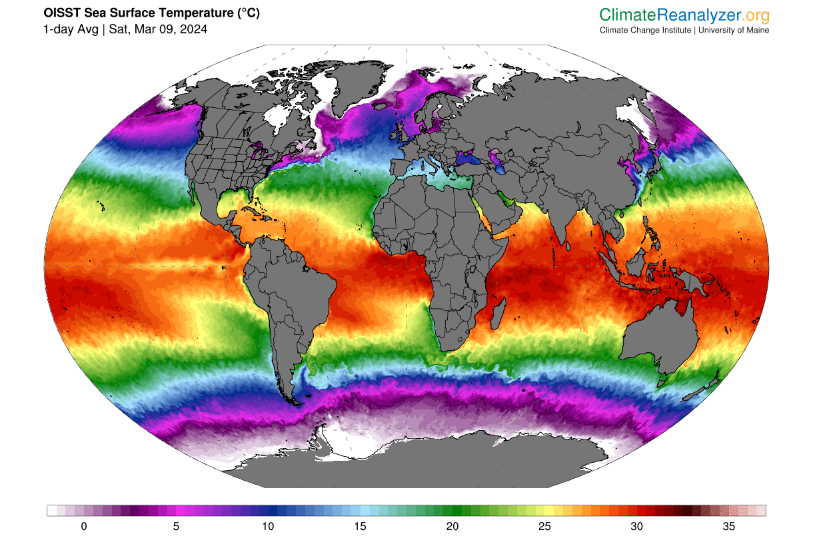 OISST Sea Surface Temperature (°C)
1-day Avg | Sat, Mar 09, 2024
ClimateReanalyzer.org
Climate Change Institute | University of Maine
0 5 10 15 20 25 30 35